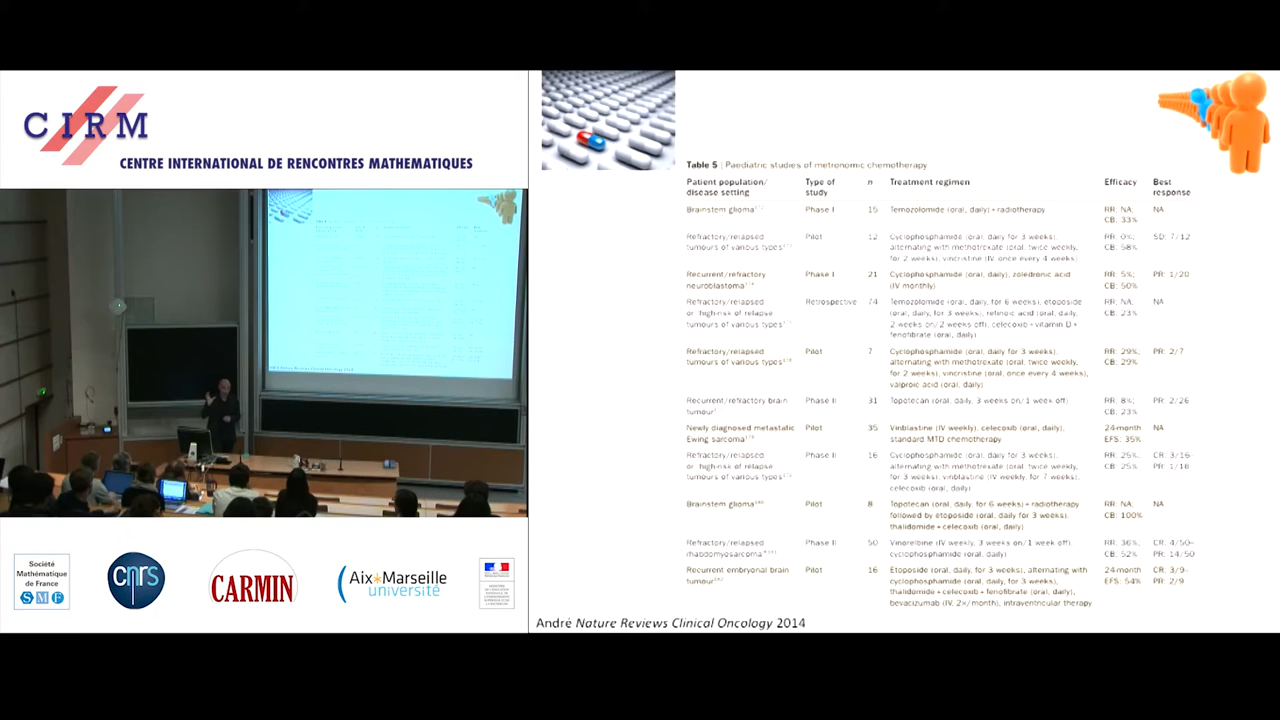 CIRM
CENTRE INTERNATIONAL DE RENCONTRES MATHEMATIQUES
Société
Mathématique
de France
SMF
cnrs
CARMIN
Aix*Marseille
université
Table 5 | Paediatric studies of metronomic chemotherapy
Patient population/ Type of n Treatment regimen Efficacy Best
disease setting study response
Brainstem glioma Phase I 15 Temozolomide (oral, daily) + radiotherapy RR: NA; NA
CB: 33%
Refractory/relapsed Pilot 12 Cyclophosphamide (oral, daily for 3 weeks), RR: 0%; SD: 7/12
tumours of various types alternating with methotrexate (oral, twice weekly, CB: 58%
for 2 weeks), vincristine (IV, once every 4 weeks)
Recurrent/refractory Phase I 21 Cyclophosphamide (oral, daily), zoledronic acid RR: 5%; PR: 1/20
neuroblastoma (IV monthly) CB: 50%
Refractory/relapsed Retrospective 74 Temozolomide (oral, daily, for 6 weeks), etoposide RR: NA; NA
or high-risk of relapse (oral, daily, for 3 weeks), retinoic acid (oral, daily, CB: 23%
tumours of various types 2 weeks on/2 weeks off), celecoxib + vitamin D +
fenofibrate (oral, daily)
Refractory/relapsed Pilot 7 Cyclophosphamide (oral, daily for 3 weeks), RR: 29%; PR: 2/7
tumours of various types alternating with methotrexate (oral, twice weekly, CB: 29%
for 2 weeks), vincristine (oral, once every 4 weeks),
valproic acid (oral, daily)
Recurrent/refractory brain Phase II 31 Topotecan (oral, daily, 3 weeks on/1 week off) RR: 8%; PR: 2/26
tumour CB: 23%
Newly diagnosed metastatic Pilot 35 Vinblastine (IV weekly), celecoxib (oral, daily), 24-month NA
Ewing sarcoma standard MTD chemotherapy EFS: 35%
Refractory/relapsed Phase II 16 Cyclophosphamide (oral, daily for 3 weeks), RR: 25%; CR: 3/16
or high-risk of relapse alternating with methotrexate (oral, twice weekly, CB: 25% PR: 1/16
tumours of various types for 3 weeks), vinblastine (IV weekly, for 7 weeks),
celecoxib (oral, daily)
Brainstem glioma Pilot 8 Topotecan (oral, daily, for 6 weeks) + radiotherapy RR: NA; NA
followed by etoposide (oral, daily for 3 weeks), CB: 100%
thalidomide + celecoxib (oral, daily)
Refractory/relapsed Phase II 50 Vinorelbine (IV weekly, 3 weeks on/1 week off), RR: 36%; CR: 4/50
rhabdomyosarcoma cyclophosphamide (oral, daily) CB: 52% PR: 14/50
Recurrent embryonal brain Pilot 16 Etoposide (oral, daily, for 3 weeks), alternating with 24-month CR: 3/9
tumour cyclophosphamide (oral, daily, for 3 weeks), EFS: 54% PR: 2/9
thalidomide + celecoxib + fenofibrate (oral, daily),
bevacizumab (IV, 2×/month), intraventricular therapy
André Nature Reviews Clinical Oncology 2014